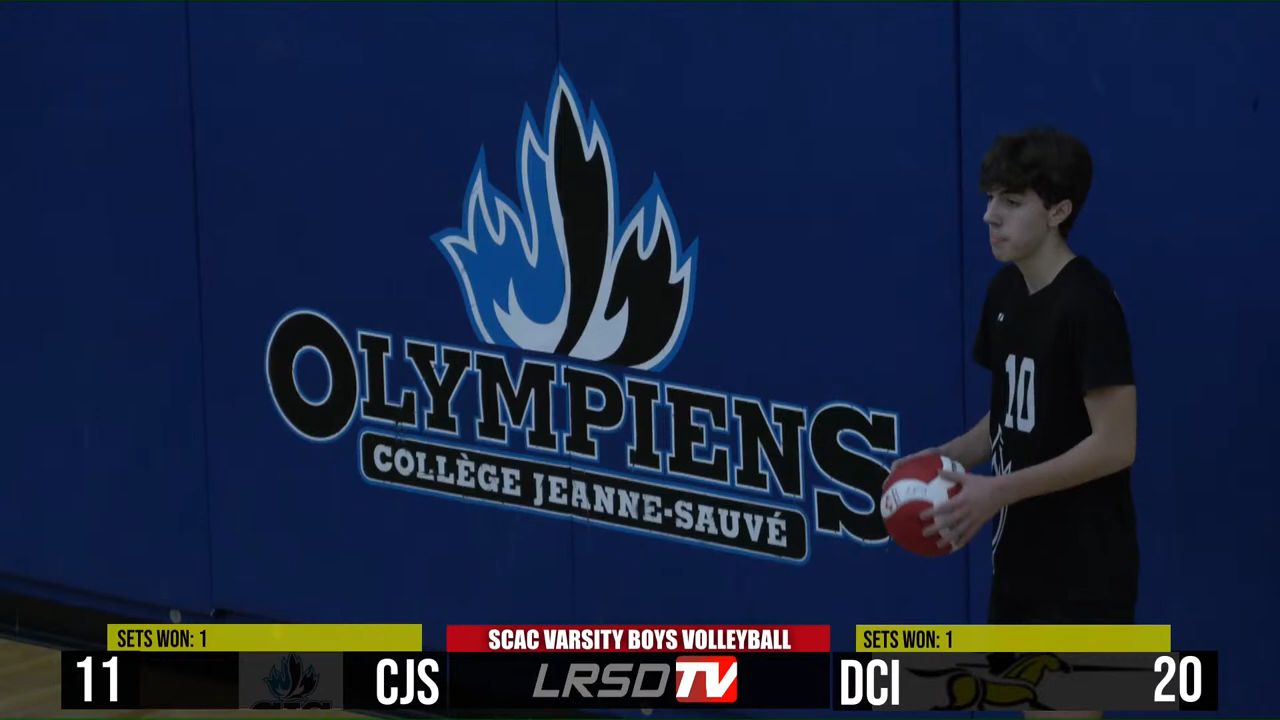 OLYMPIENS
COLLÈGE JEANNE-SAUVÉ
10
SETS WON: 1
SCAC VARSITY BOYS VOLLEYBALL
SETS WON: 1
11
CJS
LRSD TV
DCI
20